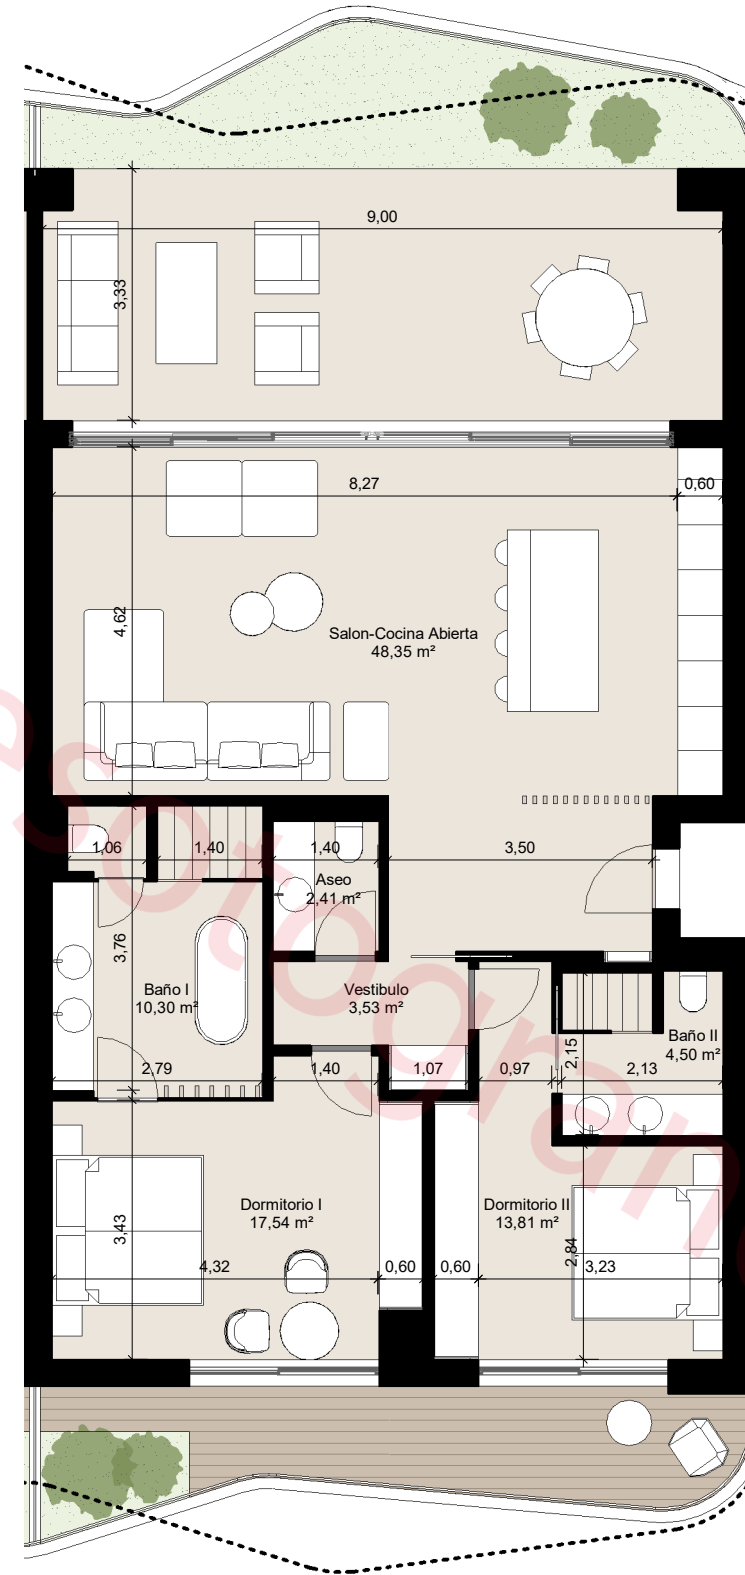 9,00
3,33
8,27
0,60
4,62
Salon-Cocina Abierta
48,35 m²
1,06
1,40
1,40
3,50
Aseo
2,41 m²
3,76
Baño I
10,30 m²
Vestibulo
3,53 m²
Baño II
4,50 m²
2,15
2,79
1,40
1,07
0,97
2,13
Dormitorio I
17,54 m²
Dormitorio II
13,81 m²
3,43
2,84
4,32
0,60
0,60
3,23
esotogrand